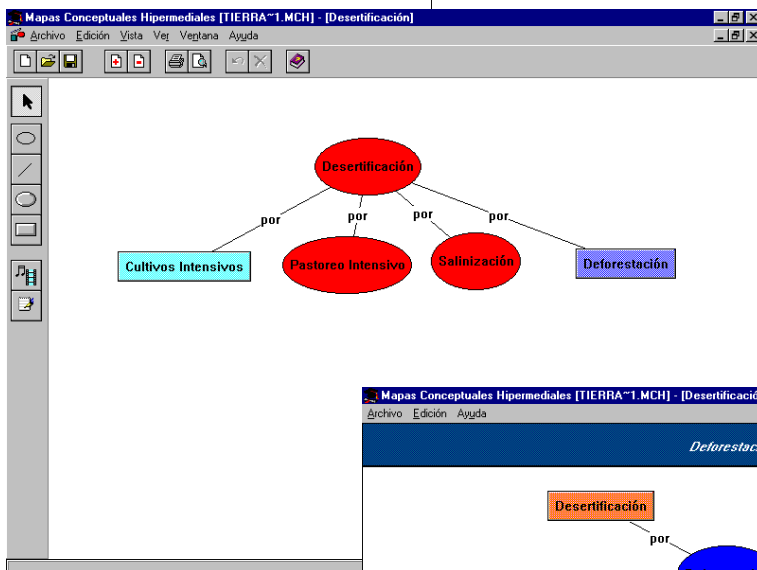 Mapas Conceptuales Hipermediales [TIERRA~1.MCH] - [Desertificación]
Archivo Edición Vista Ver Ventana Ayuda
Desertificación
por por por por
Cultivos Intensivos Pastoreo Intensivo Salinización Deforestación
Mapas Conceptuales Hipermediales [TIERRA~1.MCH] - [Desertificació
Archivo Edición Ayuda
Deforestac
Desertificación
por